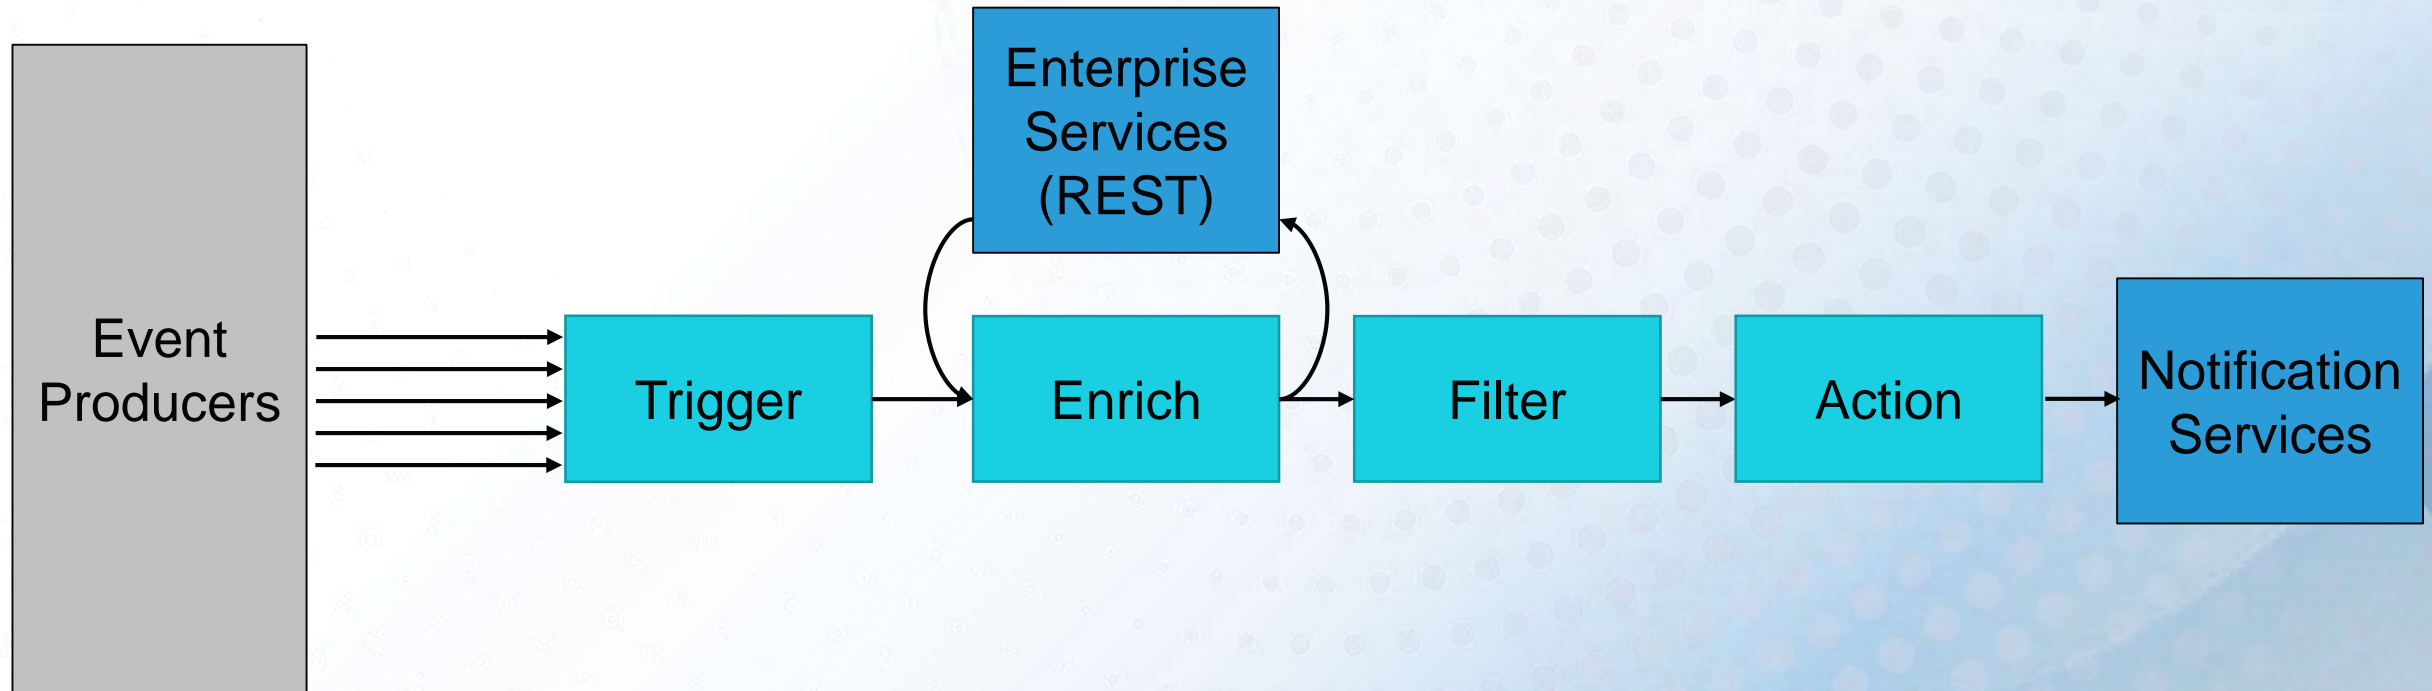 Enterprise
Services
(REST)
Event
Producers
Trigger
Enrich
Filter
Action
Notification
Services